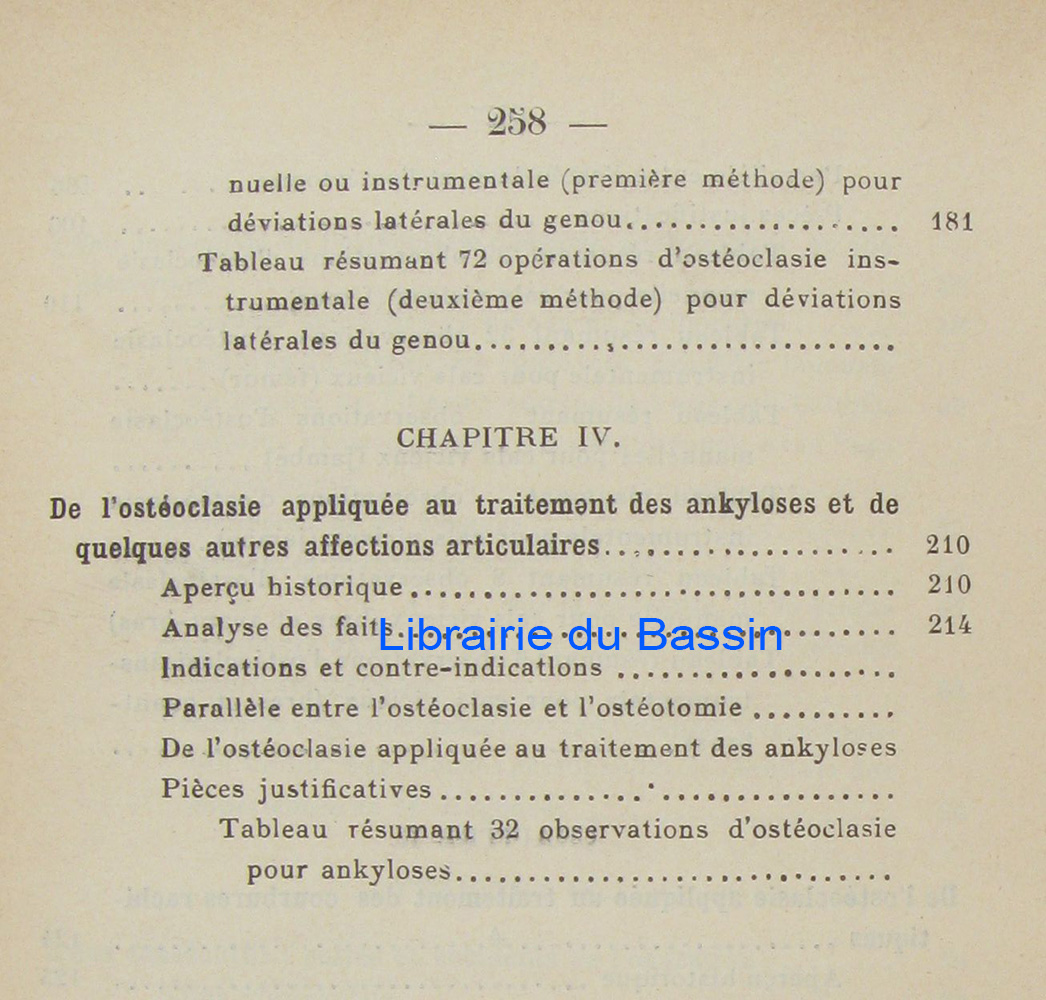 — 258 —
nuelle ou instrumentale (première méthode) pour
déviations latérales du genou................... 181
Tableau résumant 72 opérations d'ostéoclasie ins-
trumentale (deuxième méthode) pour déviations
latérales du genou...................................
CHAPITRE IV.
De l'ostéoclasie appliquée au traitement des ankyloses et de
quelques autres affections articulaires.................... 210
Aperçu historique.................................. 210
Analyse des faits................................... 214
Librairie du Bassin
Indications et contre-indicatIons ....................
Parallèle entre l'ostéoclasie et l'ostéotomie ..........
De l'ostéoclasie appliquée au traitement des ankyloses
Pièces justificatives ................................
Tableau résumant 32 observations d'ostéoclasie
pour ankyloses...............................